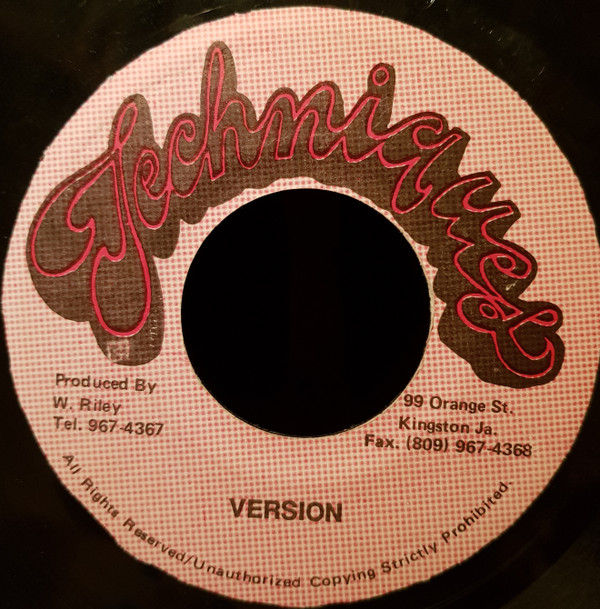 Techniques
Produced By
W. Riley
Tel. 967-4367
99 Orange St.
Kingston Ja.
Fax. (809) 967-4368
VERSION
All Rights Reserved/Unauthorized Copying Strictly Prohibited.